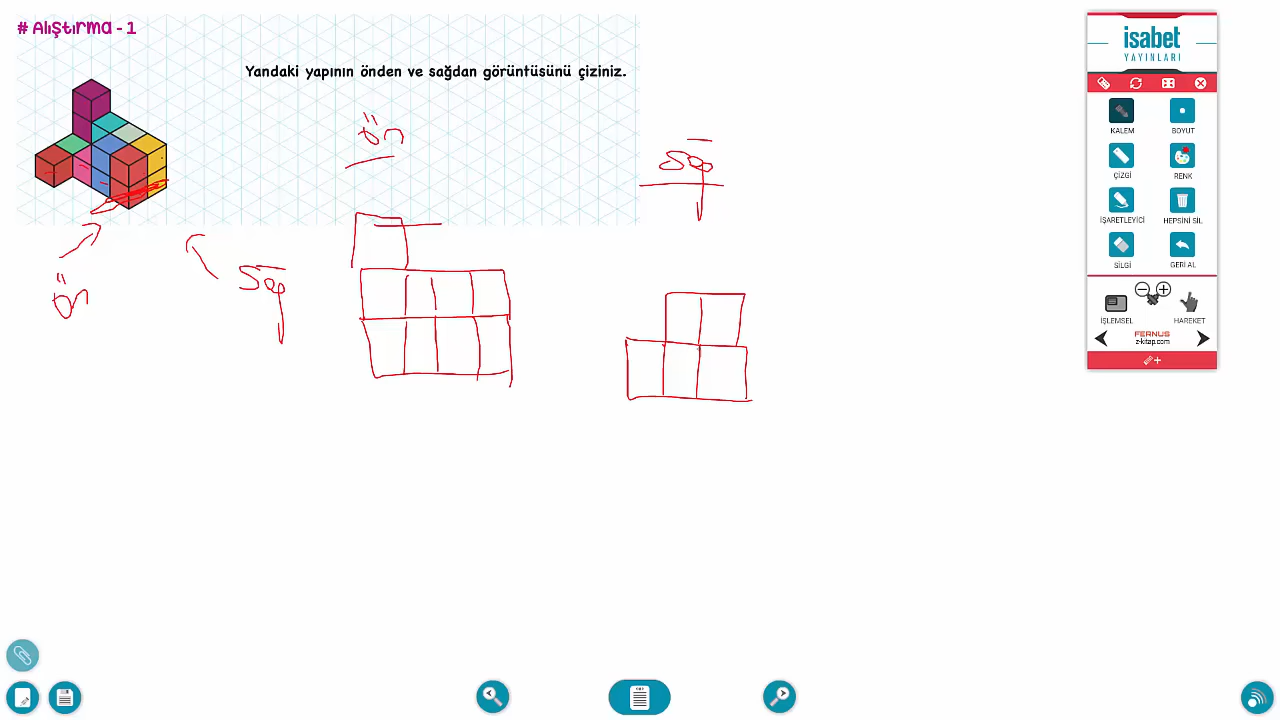 # Alıştırma - 1
Yandaki yapının önden ve sağdan görüntüsünü çiziniz.
ön
Sağ
ön
Sağ
isabet
YAYINLARI
KALEM
BOYUT
ÇİZGİ
RENK
İŞARETLEYİCİ
HEPSİNİ SİL
SİLGİ
GERİ AL
İŞLEMSEL
HAREKET
FERNUS
z-kitap.com